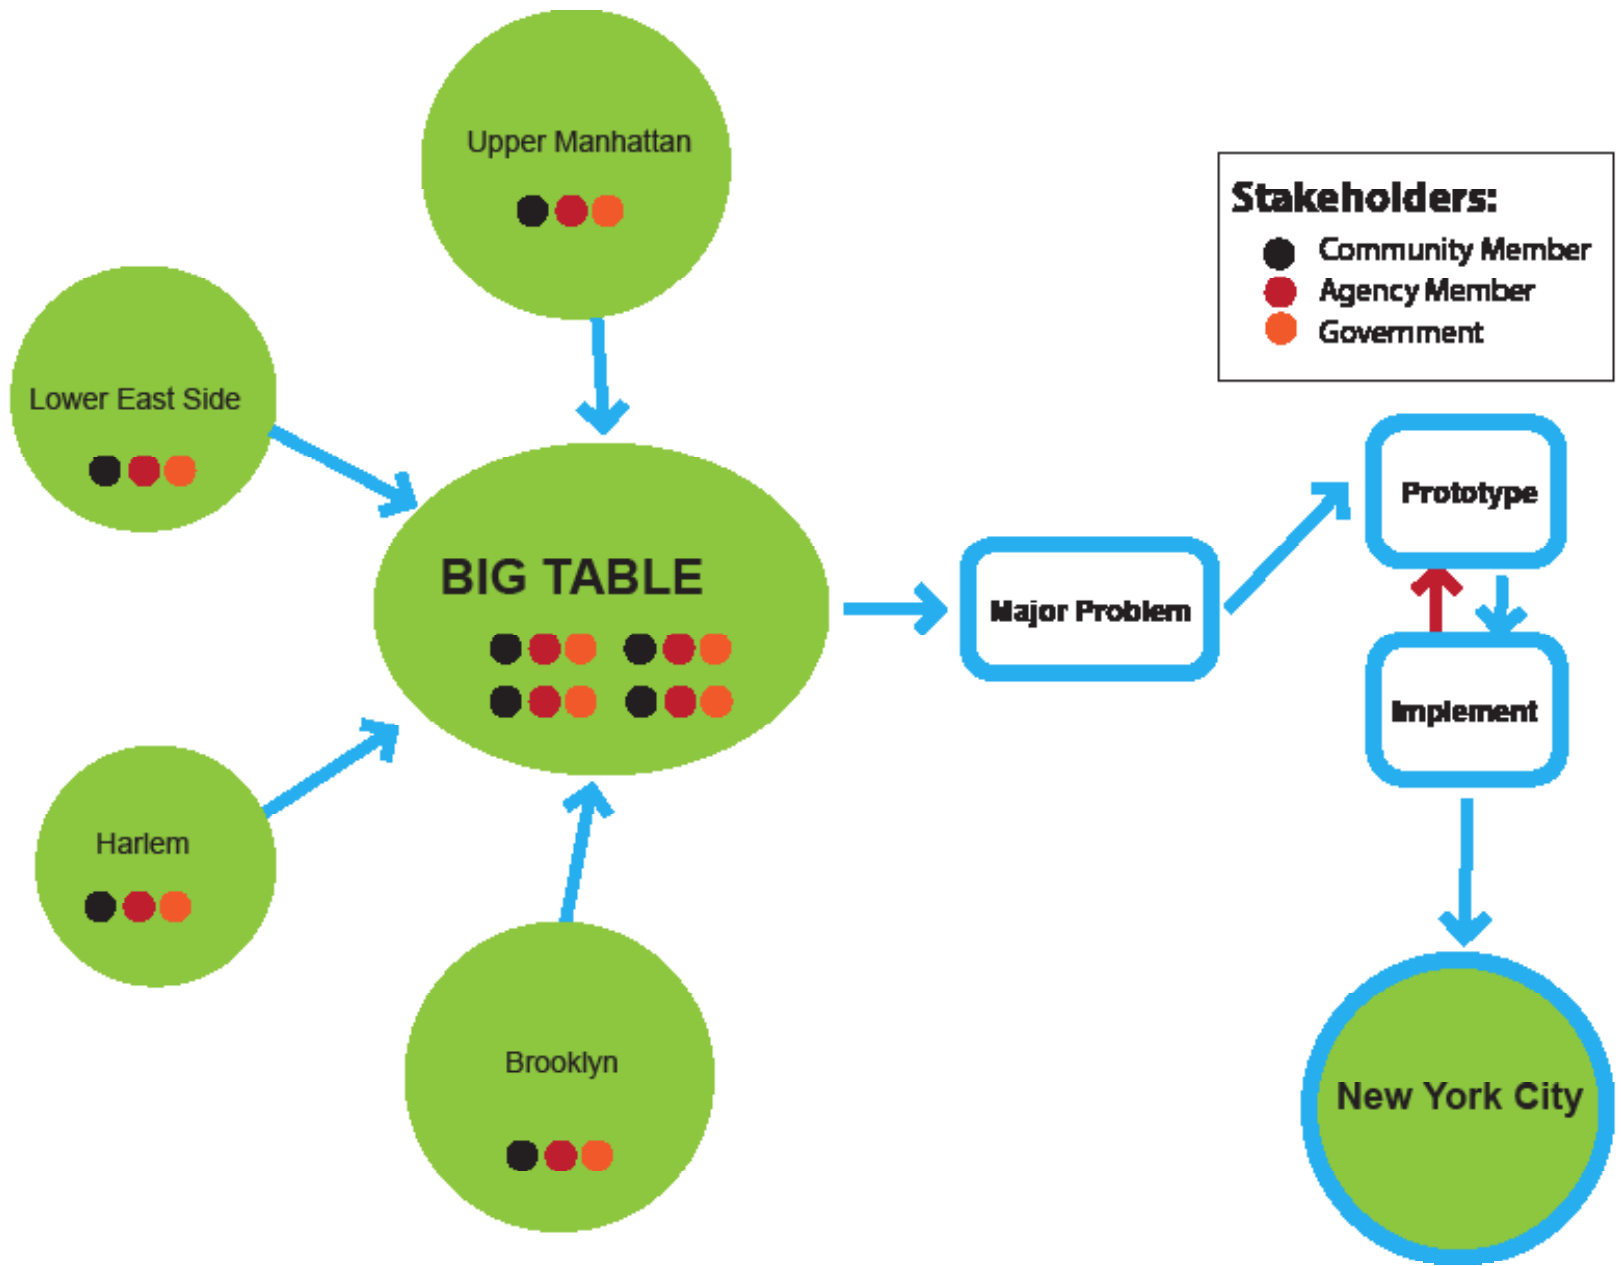 Upper Manhattan
Stakeholders:
Community Member
Agency Member
Government
Lower East Side
Prototype
BIG TABLE
Major Problem
Implement
Harlem
Brooklyn
New York City